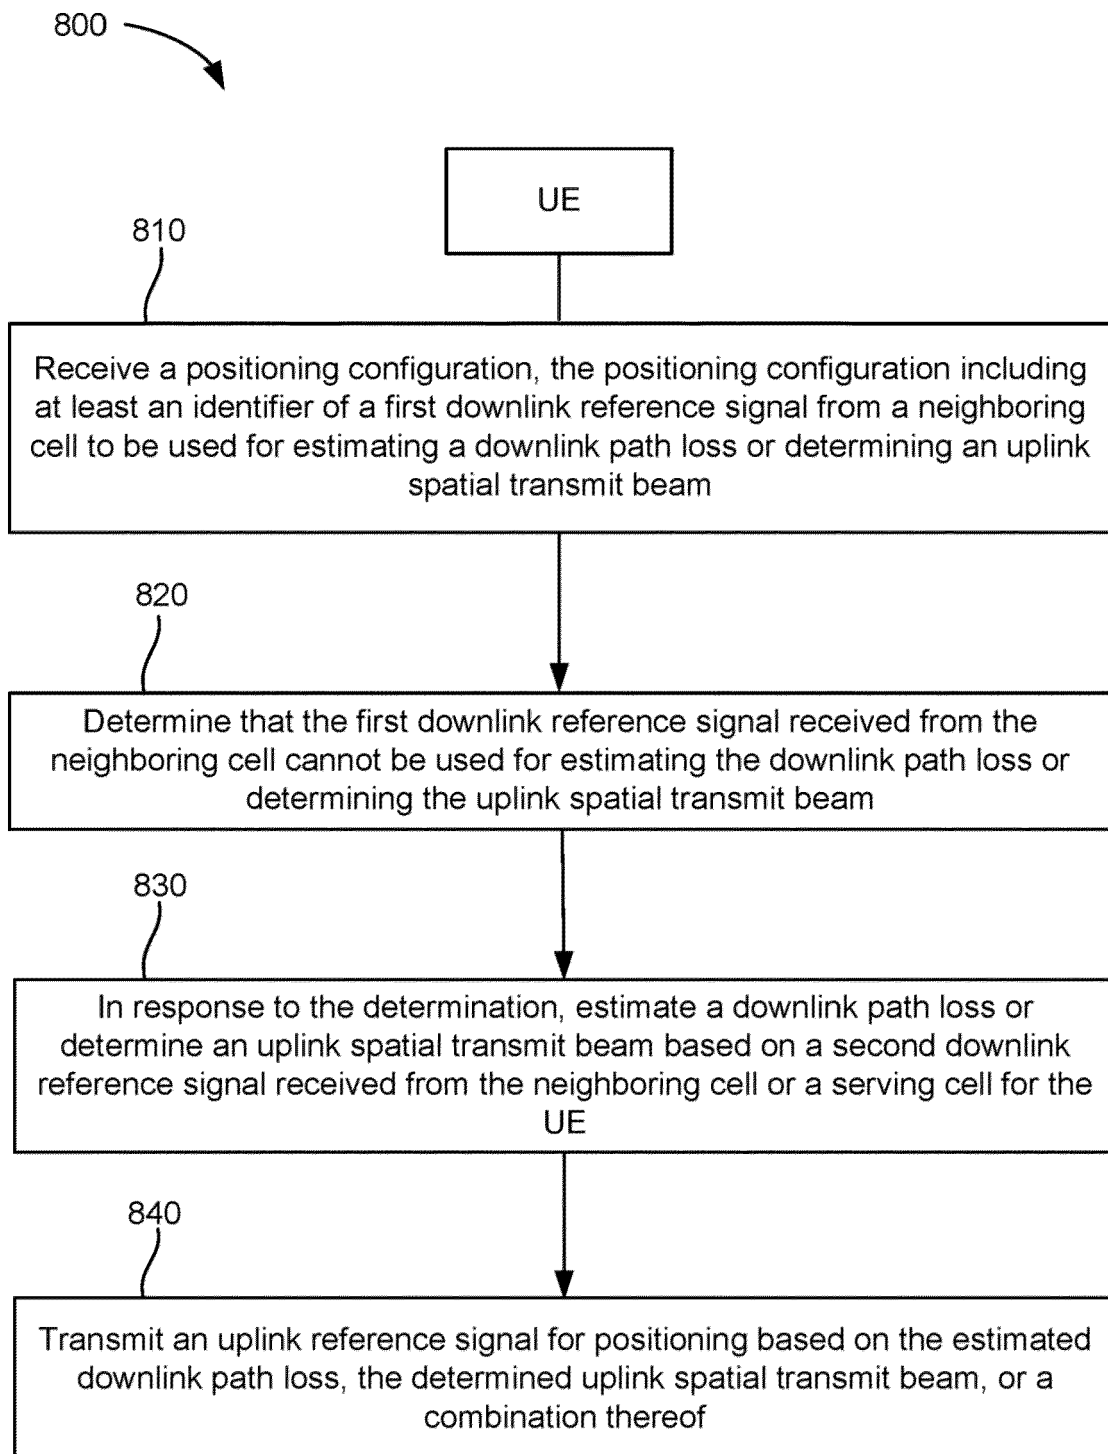 800
UE
810
Receive a positioning configuration, the positioning configuration including
at least an identifier of a first downlink reference signal from a neighboring
cell to be used for estimating a downlink path loss or determining an uplink
spatial transmit beam
820
Determine that the first downlink reference signal received from the
neighboring cell cannot be used for estimating the downlink path loss or
determining the uplink spatial transmit beam
830
In response to the determination, estimate a downlink path loss or
determine an uplink spatial transmit beam based on a second downlink
reference signal received from the neighboring cell or a serving cell for the
UE
840
Transmit an uplink reference signal for positioning based on the estimated
downlink path loss, the determined uplink spatial transmit beam, or a
combination thereof